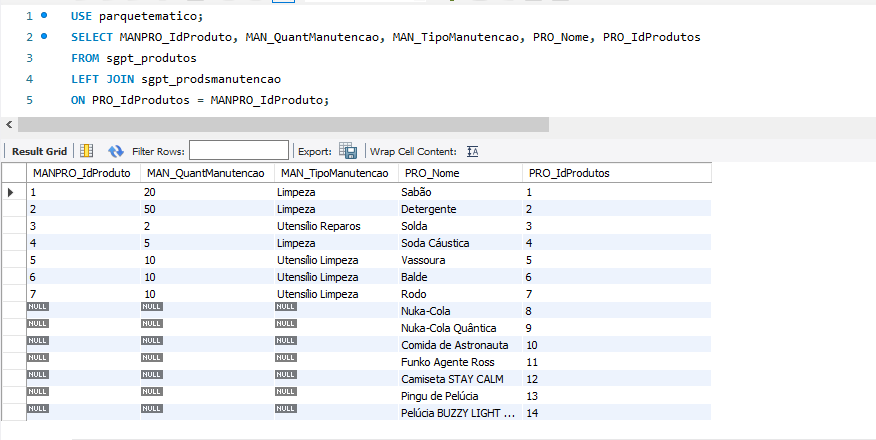 1 USE parquetematico;
2 SELECT MANPRO_IdProduto, MAN_QuantManutencao, MAN_TipoManutencao, PRO_Nome, PRO_IdProdutos
3 FROM sgpt_produtos
4 LEFT JOIN sgpt_prodsmanutencao
5 ON PRO_IdProdutos = MANPRO_IdProduto;
Result Grid Filter Rows: Export: Wrap Cell Content: IA
MANPRO_IdProduto MAN_QuantManutencao MAN_TipoManutencao PRO_Nome PRO_IdProdutos
1 20 Limpeza Sabão 1
2 50 Limpeza Detergente 2
3 2 Utensílio Reparos Solda 3
4 5 Limpeza Soda Cáustica 4
5 10 Utensílio Limpeza Vassoura 5
6 10 Utensílio Limpeza Balde 6
7 10 Utensílio Limpeza Rodo 7
NULL NULL NULL Nuka-Cola 8
NULL NULL NULL Nuka-Cola Quântica 9
NULL NULL NULL Comida de Astronauta 10
NULL NULL NULL Funko Agente Ross 11
NULL NULL NULL Camiseta STAY CALM 12
NULL NULL NULL Pingu de Pelúcia 13
NULL NULL NULL Pelúcia BUZZY LIGHT ... 14